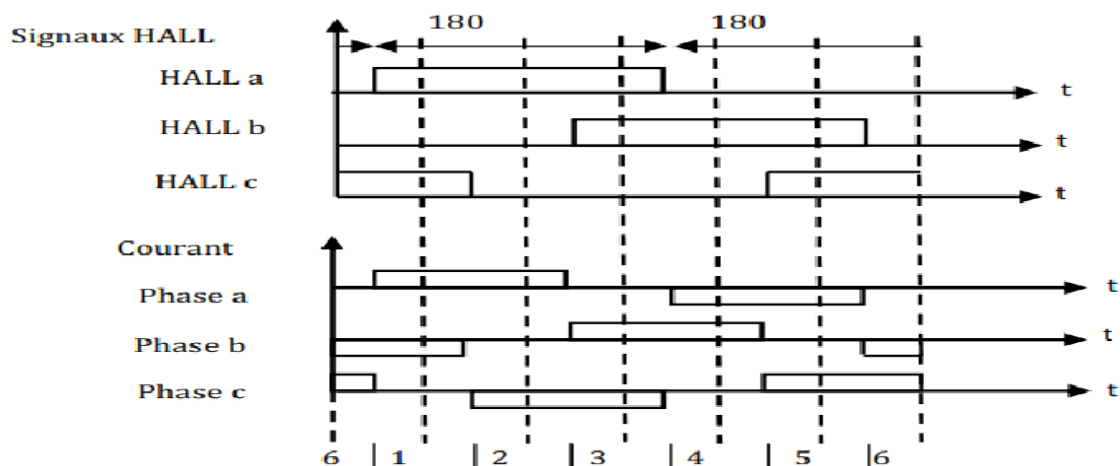 180 180
Signaux HALL
HALL a t
HALL b t
HALL c t
Courant
Phase a t
Phase b t
Phase c t
6 | 1 | 2 | 3 | 4 | 5 | 6